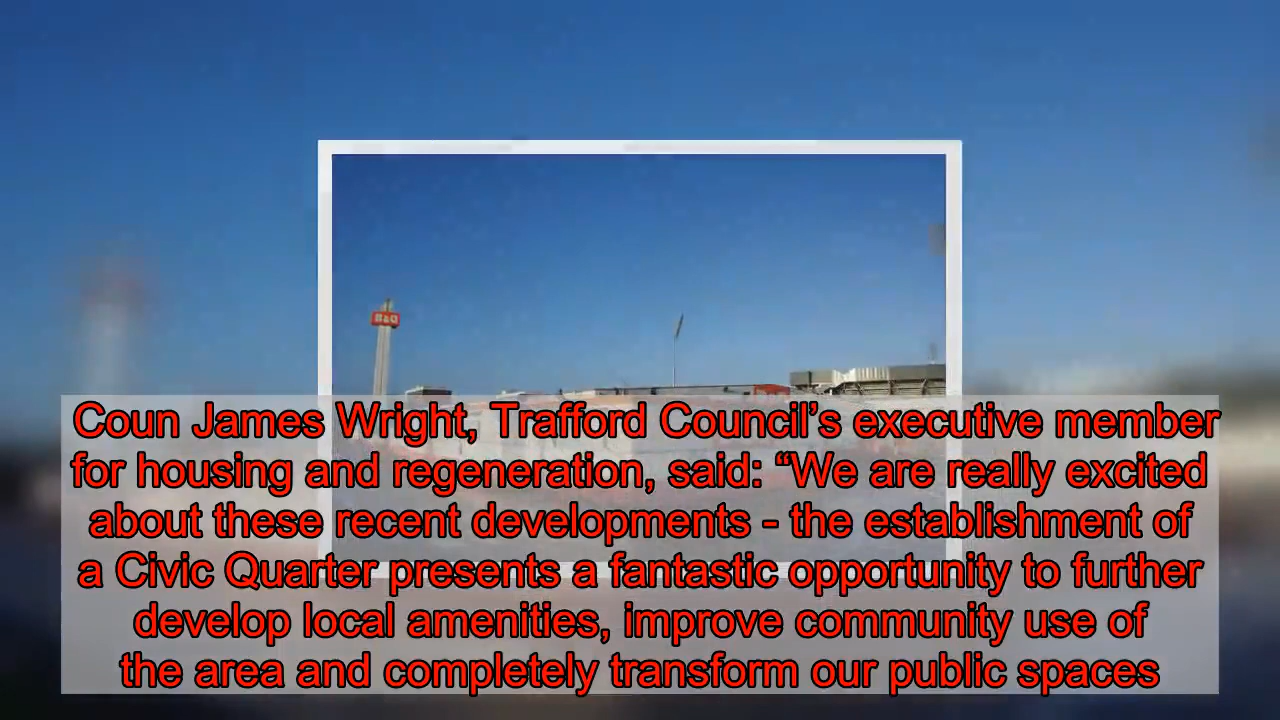 B&Q
Coun James Wright, Trafford Council’s executive member
for housing and regeneration, said: “We are really excited
about these recent developments - the establishment of
a Civic Quarter presents a fantastic opportunity to further
develop local amenities, improve community use of
the area and completely transform our public spaces